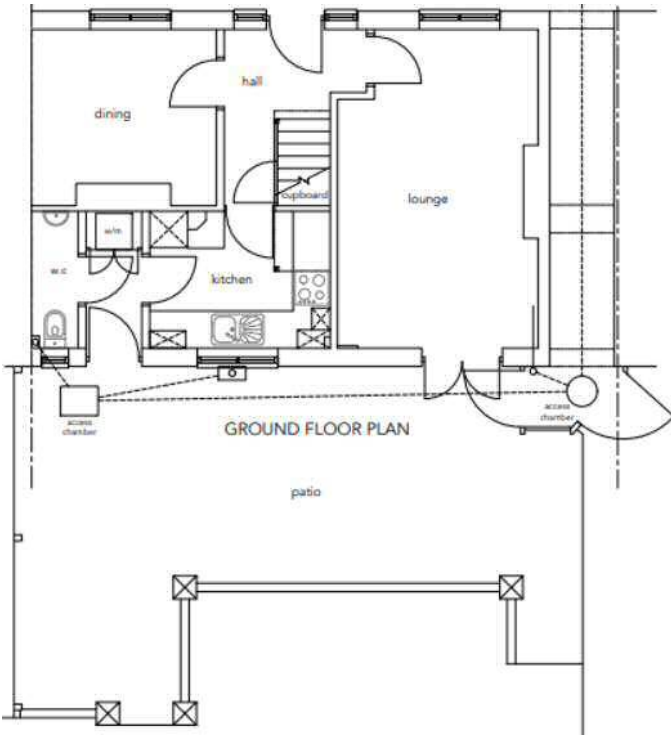 hall
dining
cupboard
lounge
w/m
w.c
kitchen
access
chamber
access
chamber
GROUND FLOOR PLAN
patio